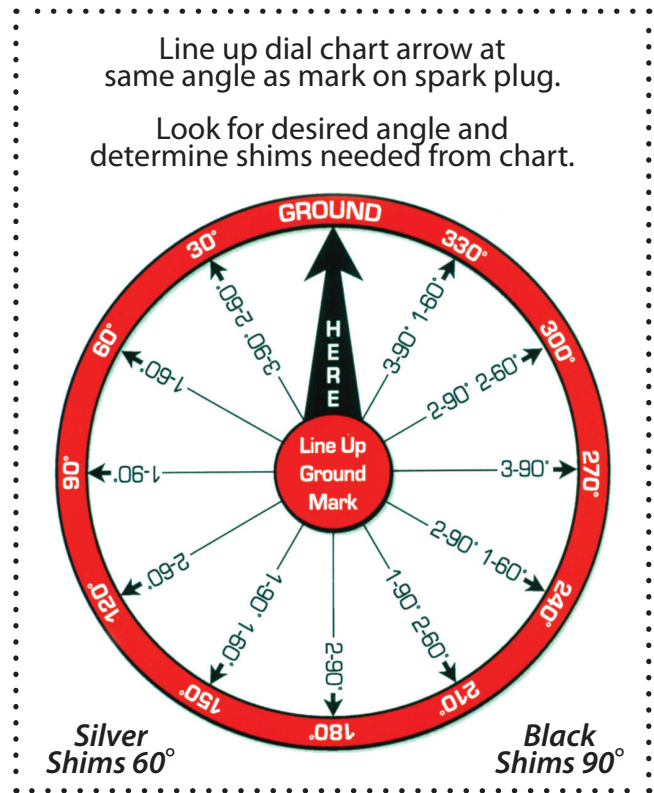 Line up dial chart arrow at
same angle as mark on spark plug.
Look for desired angle and
determine shims needed from chart.
GROUND
330°
3-90° 1-60°
300°
2-90° 2-60°
270°
3-90°
240°
2-90° 1-60°
210°
1-90° 2-60°
180°
2-90°
150°
1-90° 1-60°
120°
2-60°
90°
1-90°
60°
1-60°
30°
3-90° 2-60°
HERE
Line Up
Ground
Mark
Silver
Shims 60°
Black
Shims 90°